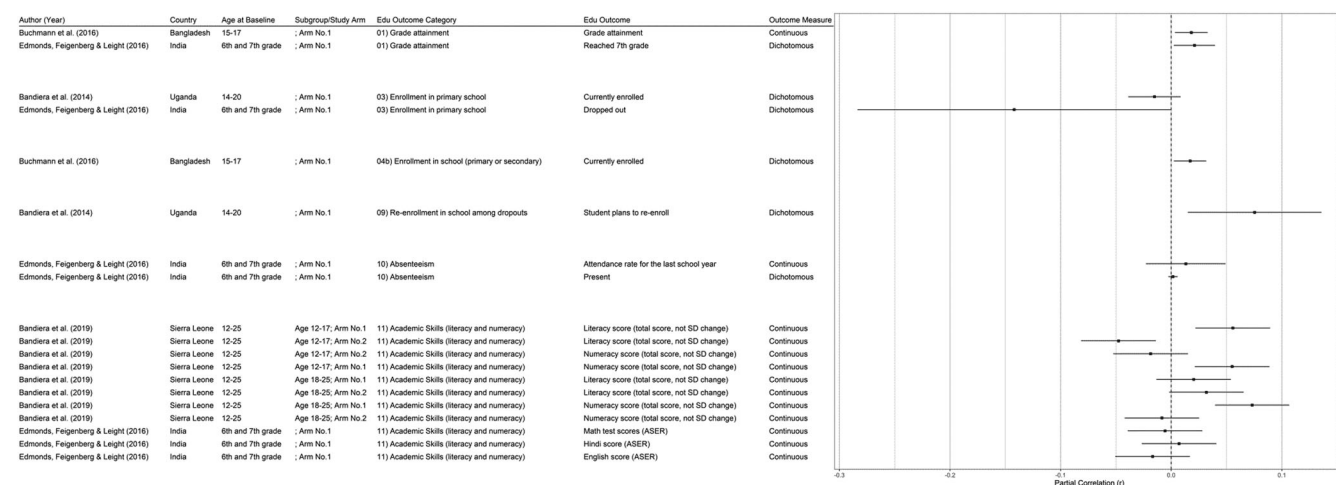 Author (Year) Country Age at Baseline Subgroup/Study Arm Edu Outcome Category Edu Outcome Outcome Measure
Buchmann et al. (2016) Bangladesh 15-17 ; Arm No.1 01) Grade attainment Grade attainment Continuous
Edmonds, Feigenberg & Leight (2016) India 6th and 7th grade ; Arm No.1 01) Grade attainment Reached 7th grade Dichotomous
Bandiera et al. (2014) Uganda 14-20 ; Arm No.1 03) Enrollment in primary school Currently enrolled Dichotomous
Edmonds, Feigenberg & Leight (2016) India 6th and 7th grade ; Arm No.1 03) Enrollment in primary school Dropped out Dichotomous
Buchmann et al. (2016) Bangladesh 15-17 ; Arm No.1 04b) Enrollment in school (primary or secondary) Currently enrolled Dichotomous
Bandiera et al. (2014) Uganda 14-20 ; Arm No.1 09) Re-enrollment in school among dropouts Student plans to re-enroll Dichotomous
Edmonds, Feigenberg & Leight (2016) India 6th and 7th grade ; Arm No.1 10) Absenteeism Attendance rate for the last school year Continuous
Edmonds, Feigenberg & Leight (2016) India 6th and 7th grade ; Arm No.1 10) Absenteeism Present Dichotomous
Bandiera et al. (2019) Sierra Leone 12-25 Age 12-17; Arm No.1 11) Academic Skills (literacy and numeracy) Literacy score (total score, not SD change) Continuous
Bandiera et al. (2019) Sierra Leone 12-25 Age 12-17; Arm No.2 11) Academic Skills (literacy and numeracy) Literacy score (total score, not SD change) Continuous
Bandiera et al. (2019) Sierra Leone 12-25 Age 12-17; Arm No.2 11) Academic Skills (literacy and numeracy) Numeracy score (total score, not SD change) Continuous
Bandiera et al. (2019) Sierra Leone 12-25 Age 12-17; Arm No.1 11) Academic Skills (literacy and numeracy) Numeracy score (total score, not SD change) Continuous
Bandiera et al. (2019) Sierra Leone 12-25 Age 18-25; Arm No.1 11) Academic Skills (literacy and numeracy) Literacy score (total score, not SD change) Continuous
Bandiera et al. (2019) Sierra Leone 12-25 Age 18-25; Arm No.2 11) Academic Skills (literacy and numeracy) Literacy score (total score, not SD change) Continuous
Bandiera et al. (2019) Sierra Leone 12-25 Age 18-25; Arm No.1 11) Academic Skills (literacy and numeracy) Numeracy score (total score, not SD change) Continuous
Bandiera et al. (2019) Sierra Leone 12-25 Age 18-25; Arm No.2 11) Academic Skills (literacy and numeracy) Numeracy score (total score, not SD change) Continuous
Edmonds, Feigenberg & Leight (2016) India 6th and 7th grade ; Arm No.1 11) Academic Skills (literacy and numeracy) Math test scores (ASER) Continuous
Edmonds, Feigenberg & Leight (2016) India 6th and 7th grade ; Arm No.1 11) Academic Skills (literacy and numeracy) Hindi score (ASER) Continuous
Edmonds, Feigenberg & Leight (2016) India 6th and 7th grade ; Arm No.1 11) Academic Skills (literacy and numeracy) English score (ASER) Continuous
-0.3 -0.2 -0.1 0.0 0.1
Partial Correlation (r)